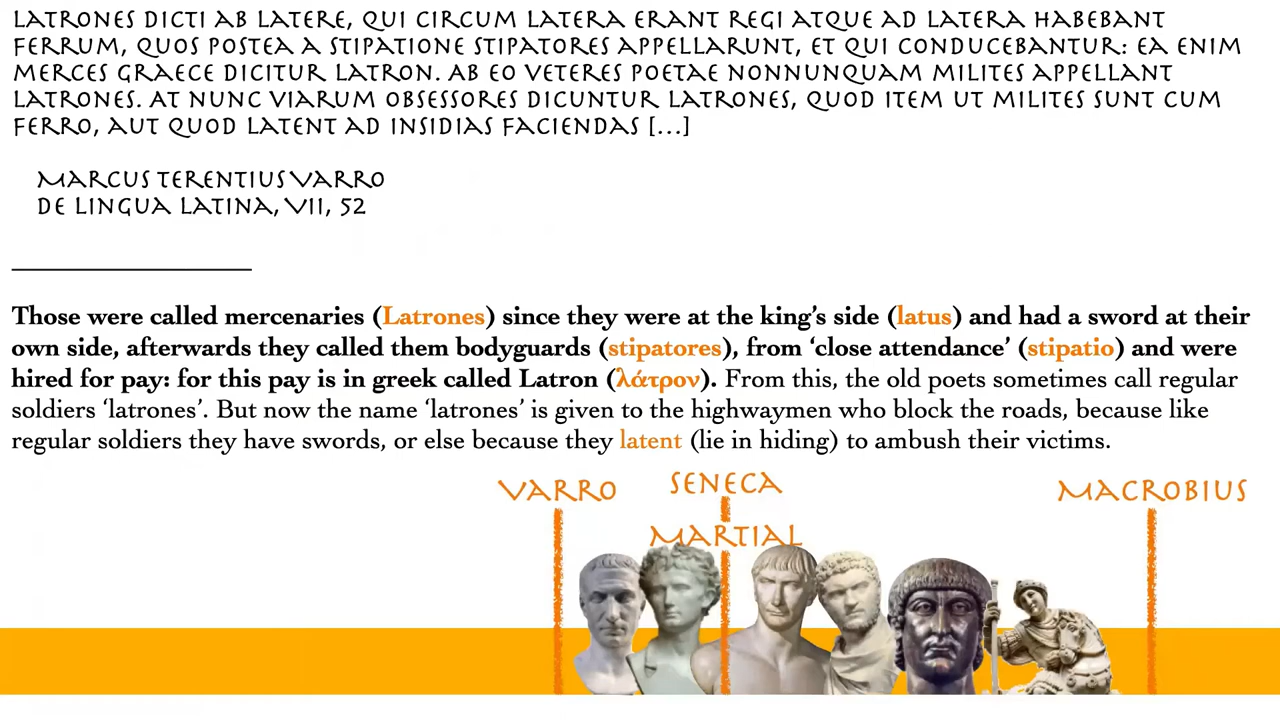 LATRONES DICTI AB LATERE, QUI CIRCUM LATERA ERANT REGI ATQUE AD LATERA HABEBANT
FERRUM, QUOS POSTEA A STIPATIONE STIPATORES APPELLARUNT, ET QUI CONDUCEBANTUR: EA ENIM
MERCES GRAECE DICITUR LATRON. AB EO VETERES POETAE NONNUNQUAM MILITES APPELLANT
LATRONES. AT NUNC VIARUM OBSESSORES DICUNTUR LATRONES, QUOD ITEM UT MILITES SUNT CUM
FERRO, AUT QUOD LATENT AD INSIDIAS FACIENDAS [...]
MARCUS TERENTIUS VARRO
DE LINGUA LATINA, VII, 52
Those were called mercenaries (Latrones) since they were at the king's side (latus) and had a sword at their
own side, afterwards they called them bodyguards (stipatores), from 'close attendance' (stipatio) and were
hired for pay: for this pay is in greek called Latron (λάτρον). From this, the old poets sometimes call regular
soldiers 'latrones'. But now the name 'latrones' is given to the highwaymen who block the roads, because like
regular soldiers they have swords, or else because they latent (lie in hiding) to ambush their victims.
VARRO
SENECA
MARTIAL
MACROBIUS